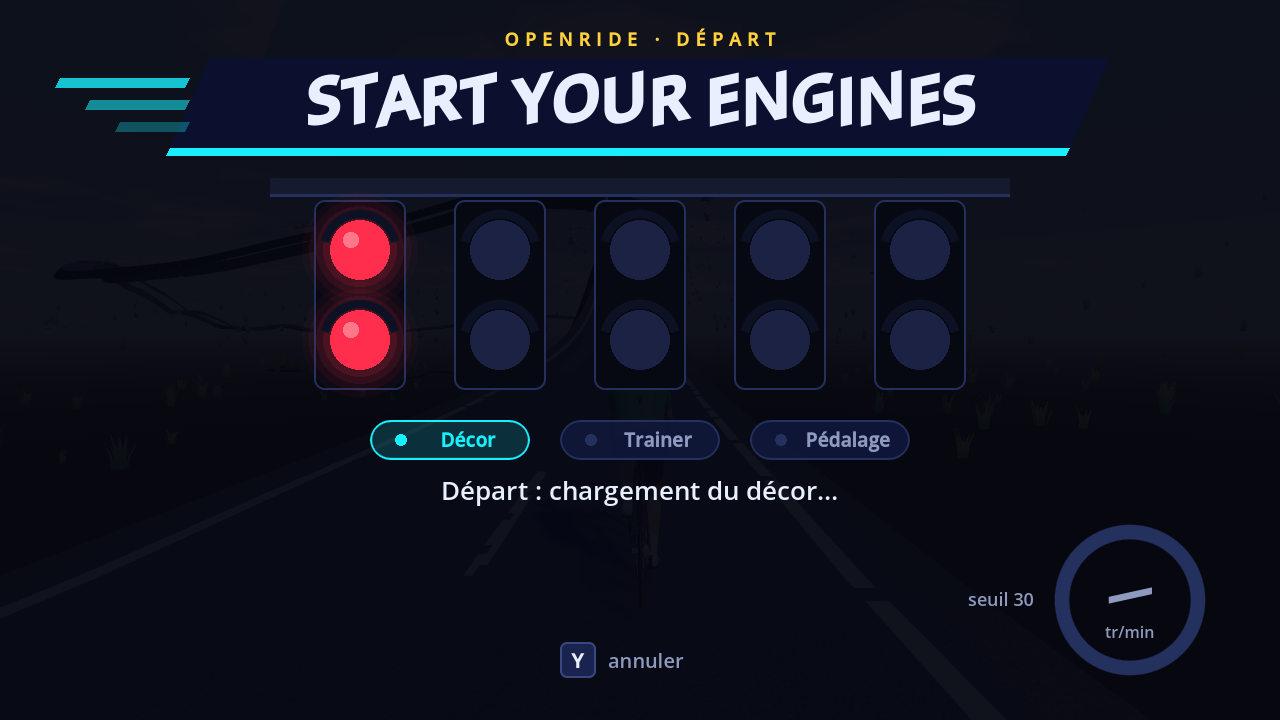 OPENRIDE · DÉPART
START YOUR ENGINES
Décor
Trainer
Pédalage
Départ : chargement du décor...
seuil 30
—
tr/min
Y annuler